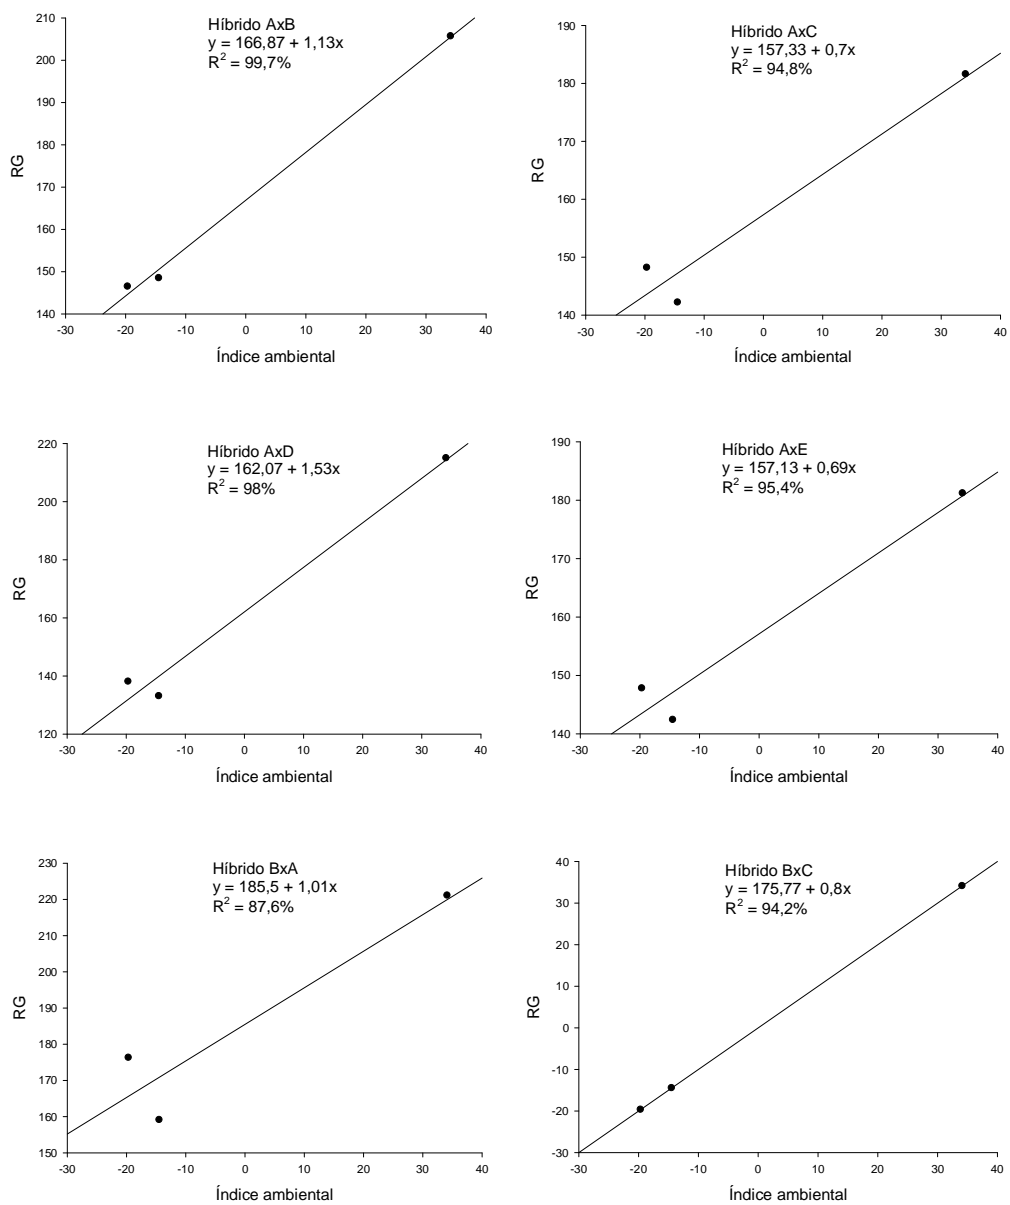 Híbrido AxB
y = 166,87 + 1,13x
R² = 99,7%
210
200
190
180
170
160
150
140
RG
-30 -20 -10 0 10 20 30 40
Índice ambiental
Híbrido AxC
y = 157,33 + 0,7x
R² = 94,8%
190
180
170
160
150
140
RG
-30 -20 -10 0 10 20 30 40
Índice ambiental
Híbrido AxD
y = 162,07 + 1,53x
R² = 98%
220
200
180
160
140
120
RG
-30 -20 -10 0 10 20 30 40
Índice ambiental
Híbrido AxE
y = 157,13 + 0,69x
R² = 95,4%
190
180
170
160
150
140
RG
-30 -20 -10 0 10 20 30 40
Índice ambiental
Híbrido BxA
y = 185,5 + 1,01x
R² = 87,6%
230
220
210
200
190
180
170
160
150
RG
-30 -20 -10 0 10 20 30 40
Índice ambiental
Híbrido BxC
y = 175,77 + 0,8x
R² = 94,2%
40
30
20
10
0
-10
-20
-30
RG
-30 -20 -10 0 10 20 30 40
Índice ambiental